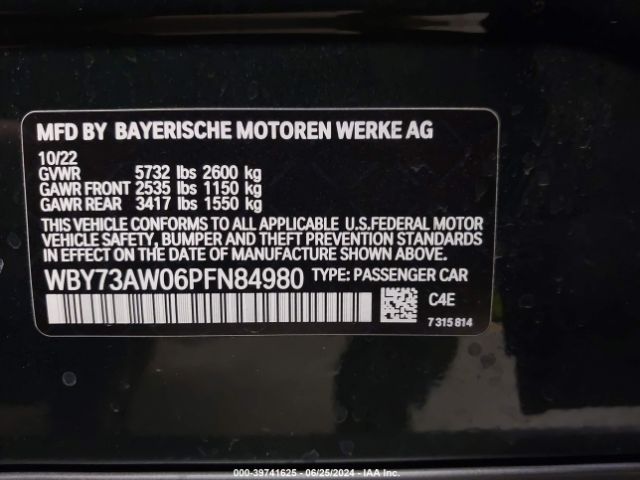 MFD BY BAYERISCHE MOTOREN WERKE AG
10/22
GVWR 5732 lbs 2600 kg
GAWR FRONT 2535 lbs 1150 kg
GAWR REAR 3417 lbs 1550 kg
THIS VEHICLE CONFORMS TO ALL APPLICABLE U.S.FEDERAL MOTOR
VEHICLE SAFETY, BUMPER AND THEFT PREVENTION STANDARDS
IN EFFECT ON THE DATE OF MANUFACTURE SHOWN ABOVE.
WBY73AW06PFN84980 TYPE: PASSENGER CAR
C4E
7 315 814
000-39741625 - 06/25/2024 - IAA Inc.